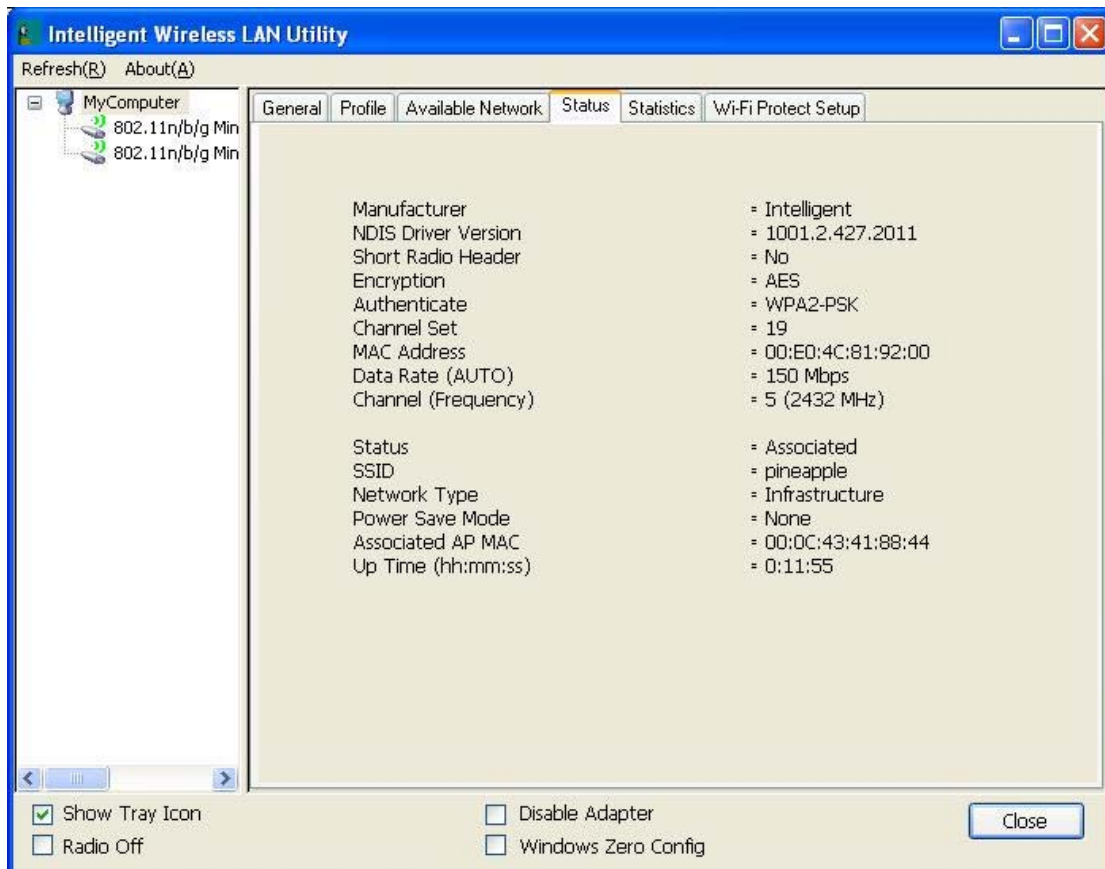 Intelligent Wireless LAN Utility
Refresh(R) About(A)
MyComputer
802.11n/b/g Min
802.11n/b/g Min
General Profile Available Network Status Statistics Wi-Fi Protect Setup
Manufacturer = Intelligent
NDIS Driver Version = 1001.2.427.2011
Short Radio Header = No
Encryption = AES
Authenticate = WPA2-PSK
Channel Set = 19
MAC Address = 00:E0:4C:81:92:00
Data Rate (AUTO) = 150 Mbps
Channel (Frequency) = 5 (2432 MHz)
Status = Associated
SSID = pineapple
Network Type = Infrastructure
Power Save Mode = None
Associated AP MAC = 00:0C:43:41:88:44
Up Time (hh:mm:ss) = 0:11:55
Show Tray Icon Disable Adapter
Radio Off Windows Zero Config
Close